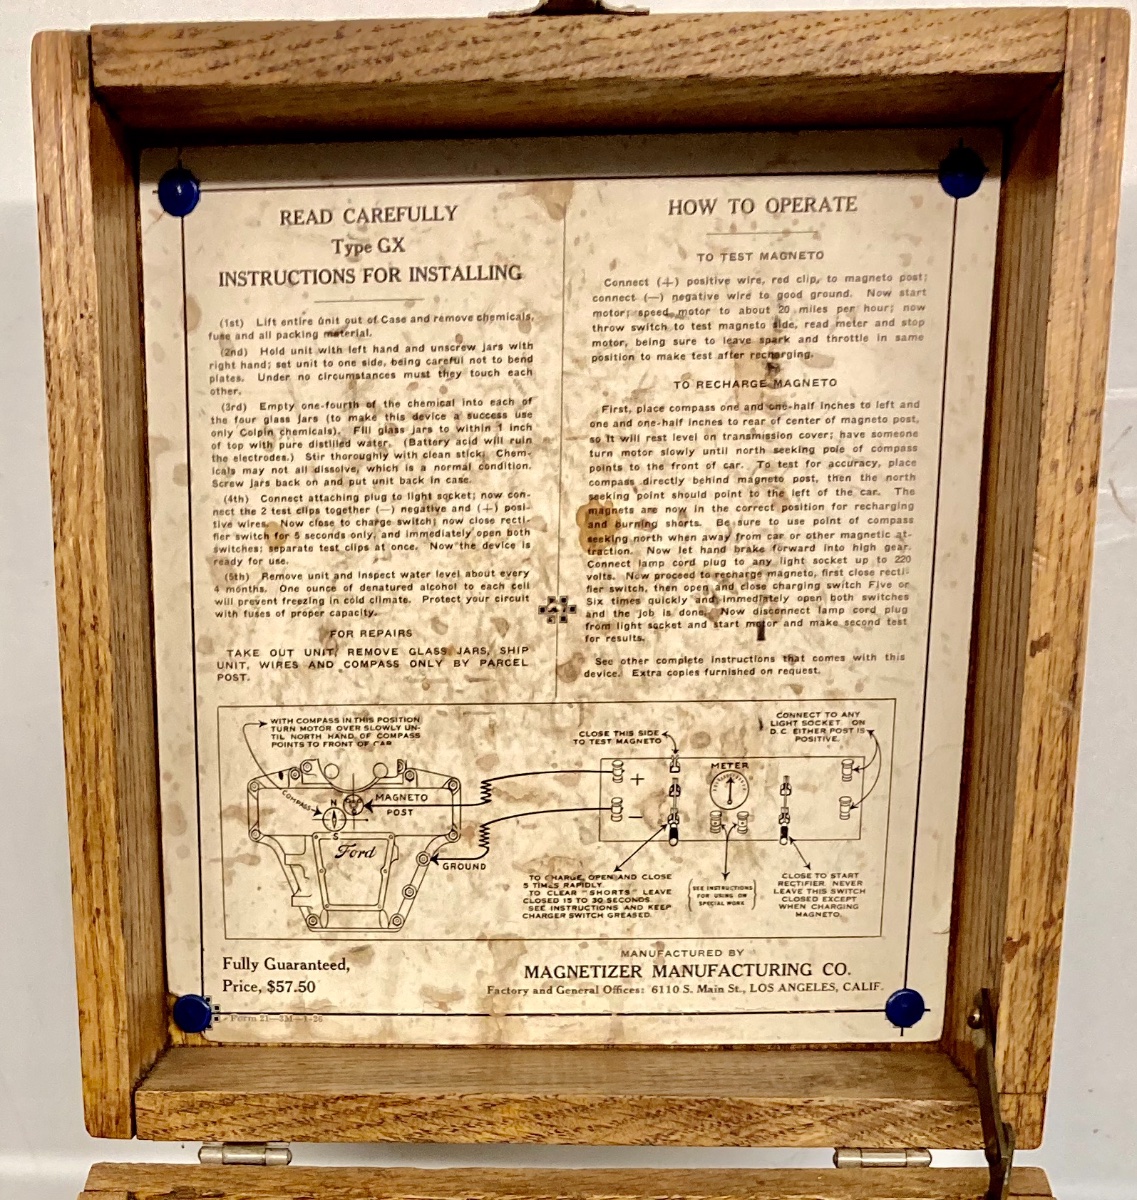 READ CAREFULLY
Type GX
INSTRUCTIONS FOR INSTALLING
(1st) Lift entire unit out of Case and remove chemicals,
fuse and all packing material.
(2nd) Hold unit with left hand and unscrew jars with
right hand; set unit to one side, being careful not to bend
plates. Under no circumstances must they touch each
other.
(3rd) Empty one-fourth of the chemical into each of
the four glass jars (to make this device a success use
only Colpin chemicals). Fill glass jars to within 1 inch
of top with pure distilled water. (Battery acid will ruin
the electrodes.) Stir thoroughly with clean stick. Chem-
icals may not all dissolve, which is a normal condition.
Screw jars back on and put unit back in case.
(4th) Connect attaching plug to light socket; now con-
nect the 2 test clips together (—) negative and (+) posi-
tive wires. Now close to charge switch; now close recti-
fier switch for 5 seconds only, and immediately open both
switches; separate test clips at once. Now the device is
ready for use.
(5th) Remove unit and inspect water level about every
4 months. One ounce of denatured alcohol to each cell
will prevent freezing in cold climate. Protect your circuit
with fuses of proper capacity.
FOR REPAIRS
TAKE OUT UNIT, REMOVE GLASS JARS, SHIP
UNIT, WIRES AND COMPASS ONLY BY PARCEL
POST.
HOW TO OPERATE
TO TEST MAGNETO
Connect (+) positive wire, red clip, to magneto post;
connect (—) negative wire to good ground. Now start
motor; speed motor to about 20 miles per hour; now
throw switch to test magneto side, read meter and stop
motor, being sure to leave spark and throttle in same
position to make test after recharging.
TO RECHARGE MAGNETO
First, place compass one and one-half inches to left and
one and one-half inches to rear of center of magneto post,
so it will rest level on transmission cover; have someone
turn motor slowly until north seeking pole of compass
points to the front of car. To test for accuracy, place
compass directly behind magneto post, then the north
seeking point should point to the left of the car. The
magnets are now in the correct position for recharging
and burning shorts. Be sure to use point of compass
seeking north when away from car or other magnetic at-
traction. Now let hand brake forward into high gear.
Connect lamp cord plug to any light socket up to 220
volts. Now proceed to recharge magneto, first close recti-
fier switch, then open and close charging switch Five or
Six times quickly and immediately open both switches
and the job is done. Now disconnect lamp cord plug
from light socket and start motor and make second test
for results.
See other complete instructions that comes with this
device. Extra copies furnished on request.
WITH COMPASS IN THIS POSITION
TURN MOTOR OVER SLOWLY UN-
TIL NORTH HAND OF COMPASS
POINTS TO FRONT OF CAR
COMPASS
N
S
MAGNETO
POST
Ford
GROUND
CLOSE THIS SIDE
TO TEST MAGNETO
+
—
METER
CONNECT TO ANY
LIGHT SOCKET. ON
D.C. EITHER POST IS
POSITIVE.
TO CHARGE, OPEN AND CLOSE
5 TIMES RAPIDLY.
TO CLEAR "SHORTS" LEAVE
CLOSED 15 TO 30 SECONDS.
SEE INSTRUCTIONS AND KEEP
CHARGER SWITCH GREASED.
SEE INSTRUCTIONS
FOR USING ON
SPECIAL WORK
CLOSE TO START
RECTIFIER NEVER
LEAVE THIS SWITCH
CLOSED EXCEPT
WHEN CHARGING
MAGNETO.
Fully Guaranteed,
Price, $57.50
MANUFACTURED BY
MAGNETIZER MANUFACTURING CO.
Factory and General Offices: 6110 S. Main St., LOS ANGELES, CALIF.
Form 21—3M—1-26